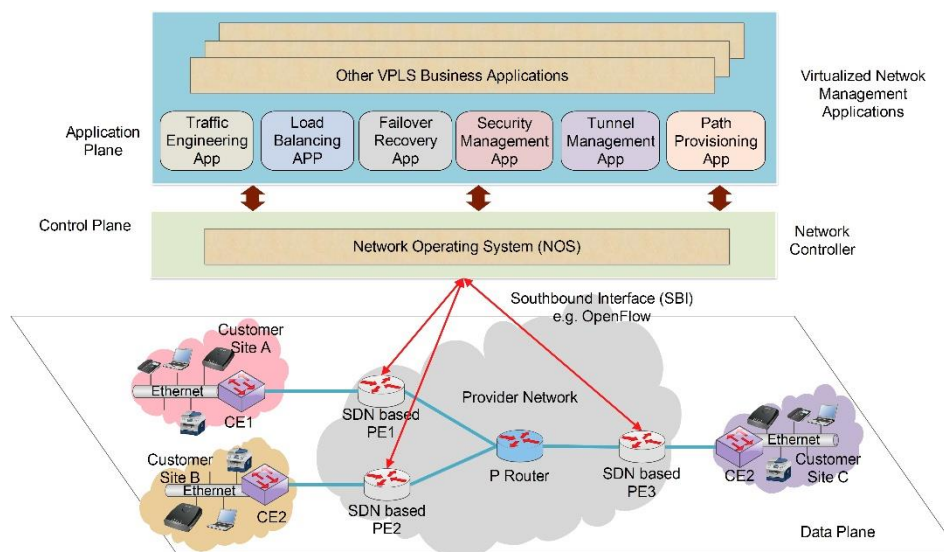 Other VPLS Business Applications
Virtualized Netwok
Management
Applications
Application
Plane
Traffic
Engineering
App
Load
Balancing
APP
Failover
Recovery
App
Security
Management
App
Tunnel
Management
App
Path
Provisioning
App
Control Plane
Network Operating System (NOS)
Network
Controller
Southbound Interface (SBI)
e.g. OpenFlow
Customer
Site A
Ethernet
CE1
SDN based
PE1
Provider Network
Customer
Site B
Ethernet
CE2
SDN based
PE2
P Router
SDN based
PE3
CE2
Ethernet
Customer
Site C
Data Plane